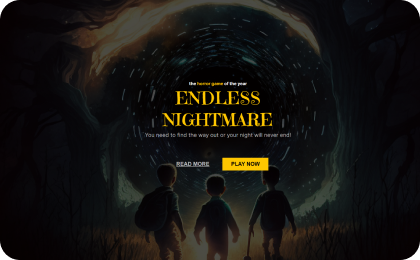 the horror game of the year
ENDLESS
NIGHTMARE
You need to find the way out or your night will never end!
READ MORE
PLAY NOW